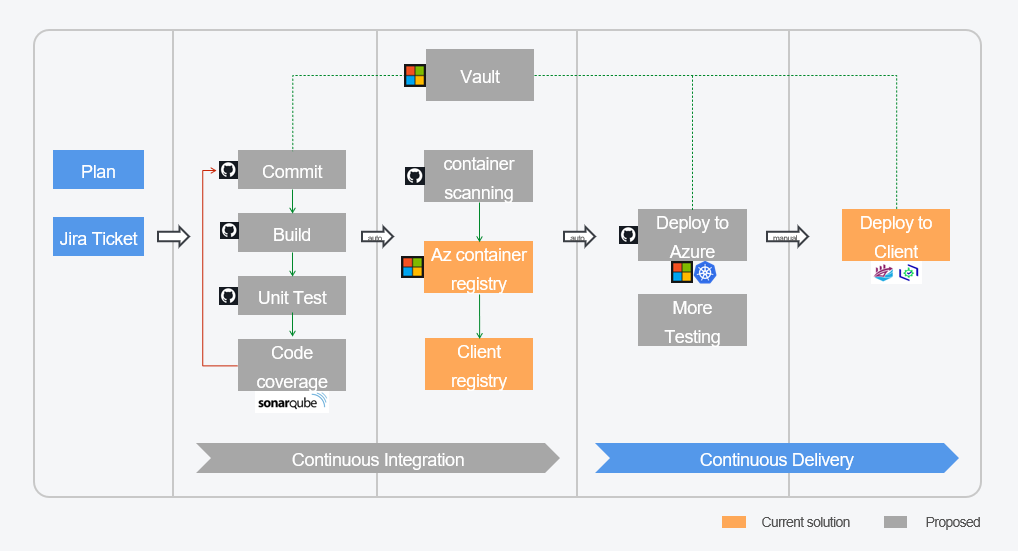 Vault
Plan
Jira Ticket
Commit
Build
Unit Test
Code
coverage
sonarqube
auto
container
scanning
Az container
registry
Client
registry
auto
Deploy to
Azure
More
Testing
manual
Deploy to
Client
Continuous Integration
Continuous Delivery
Current solution
Proposed